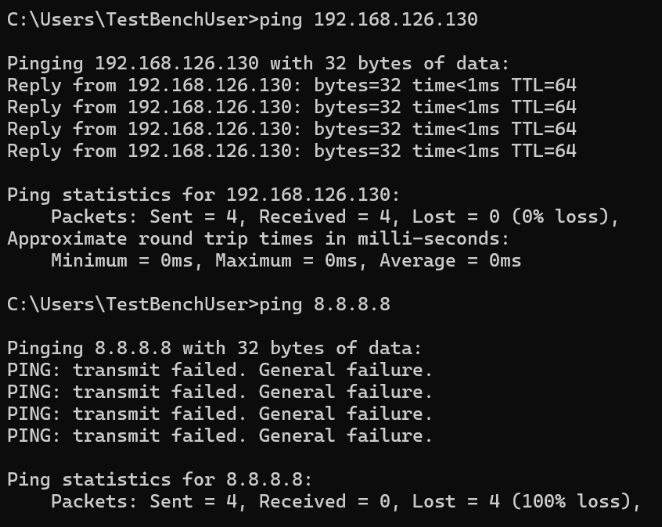 C:\Users\TestBenchUser>ping 192.168.126.130
Pinging 192.168.126.130 with 32 bytes of data:
Reply from 192.168.126.130: bytes=32 time<1ms TTL=64
Reply from 192.168.126.130: bytes=32 time<1ms TTL=64
Reply from 192.168.126.130: bytes=32 time<1ms TTL=64
Reply from 192.168.126.130: bytes=32 time<1ms TTL=64
Ping statistics for 192.168.126.130:
    Packets: Sent = 4, Received = 4, Lost = 0 (0% loss),
Approximate round trip times in milli-seconds:
    Minimum = 0ms, Maximum = 0ms, Average = 0ms
C:\Users\TestBenchUser>ping 8.8.8.8
Pinging 8.8.8.8 with 32 bytes of data:
PING: transmit failed. General failure.
PING: transmit failed. General failure.
PING: transmit failed. General failure.
PING: transmit failed. General failure.
Ping statistics for 8.8.8.8:
    Packets: Sent = 4, Received = 0, Lost = 4 (100% loss),